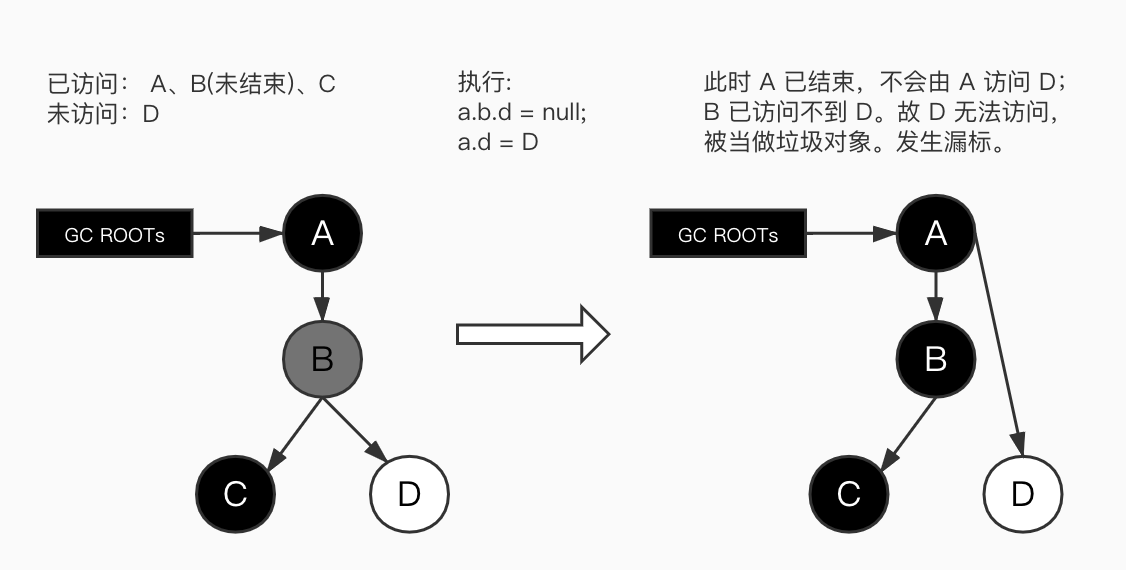 已访问： A、B(未结束)、C
未访问：D
执行:
a.b.d = null;
a.d = D
此时 A 已结束，不会由 A 访问 D；
B 已访问不到 D。故 D 无法访问，
被当做垃圾对象。发生漏标。
GC ROOTs
A
B
C
D
GC ROOTs
A
B
C
D